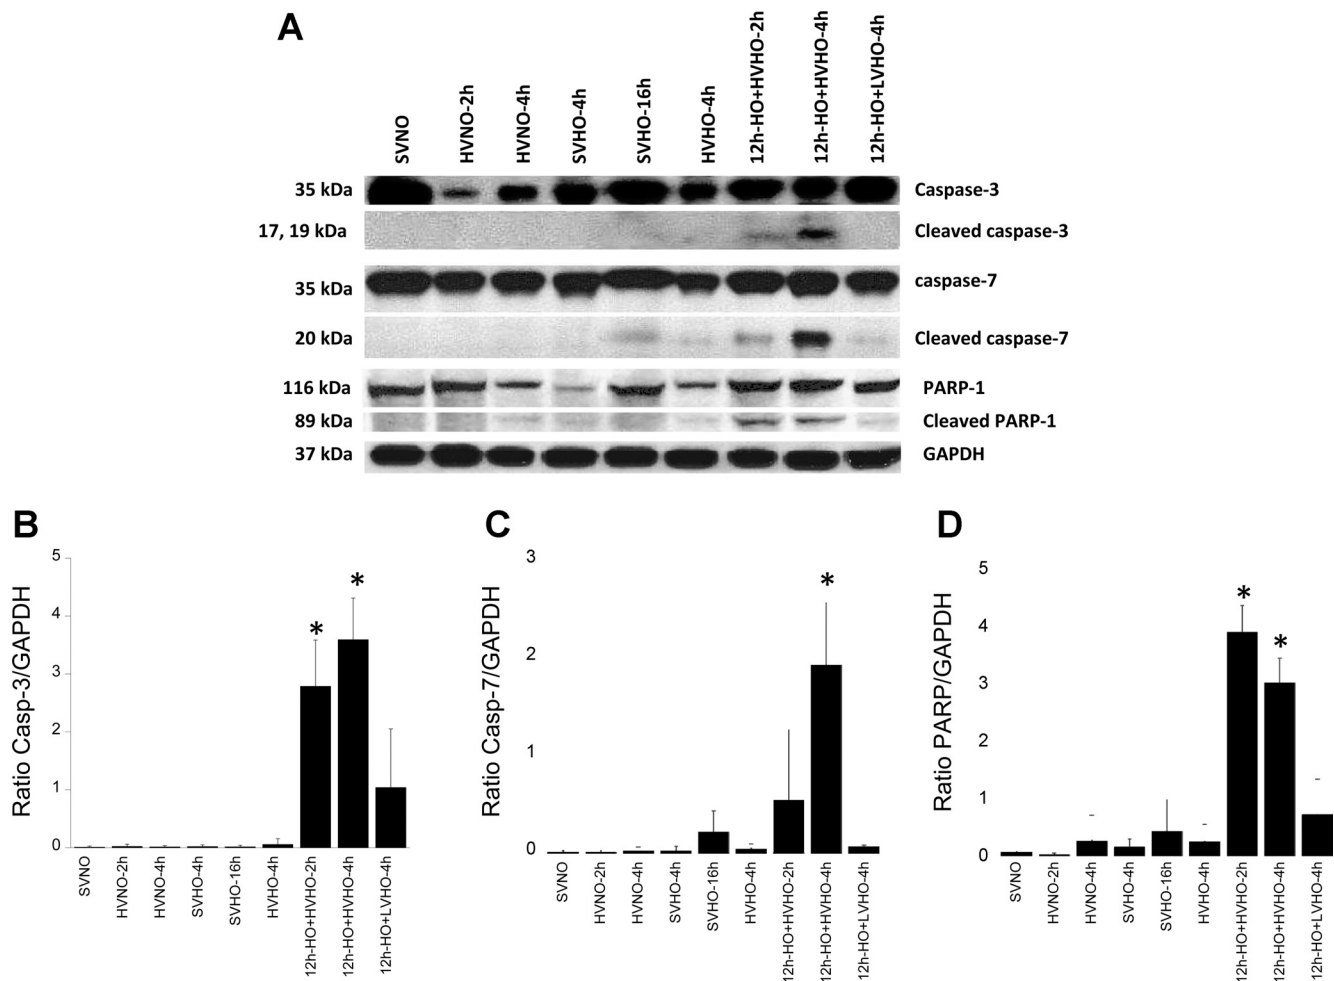 A
SVNO
HVNO-2h
HVNO-4h
SVHO-4h
SVHO-16h
HVHO-4h
12h-HO+HVHO-2h
12h-HO+HVHO-4h
12h-HO+LVHO-4h
35 kDa Caspase-3
17, 19 kDa Cleaved caspase-3
35 kDa caspase-7
20 kDa Cleaved caspase-7
116 kDa PARP-1
89 kDa Cleaved PARP-1
37 kDa GAPDH
B
Ratio Casp-3/GAPDH
5
4
3
2
1
0
* *
SVNO
HVNO-2h
HVNO-4h
SVHO-4h
SVHO-16h
HVHO-4h
12h-HO+HVHO-2h
12h-HO+HVHO-4h
12h-HO+LVHO-4h
C
Ratio Casp-7/GAPDH
3
2
1
0
*
SVNO
HVNO-2h
HVNO-4h
SVHO-4h
SVHO-16h
HVHO-4h
12h-HO+HVHO-2h
12h-HO+HVHO-4h
12h-HO+LVHO-4h
D
Ratio PARP/GAPDH
5
4
3
2
1
0
* *
SVNO
HVNO-2h
HVNO-4h
SVHO-4h
SVHO-16h
HVHO-4h
12h-HO+HVHO-2h
12h-HO+HVHO-4h
12h-HO+LVHO-4h